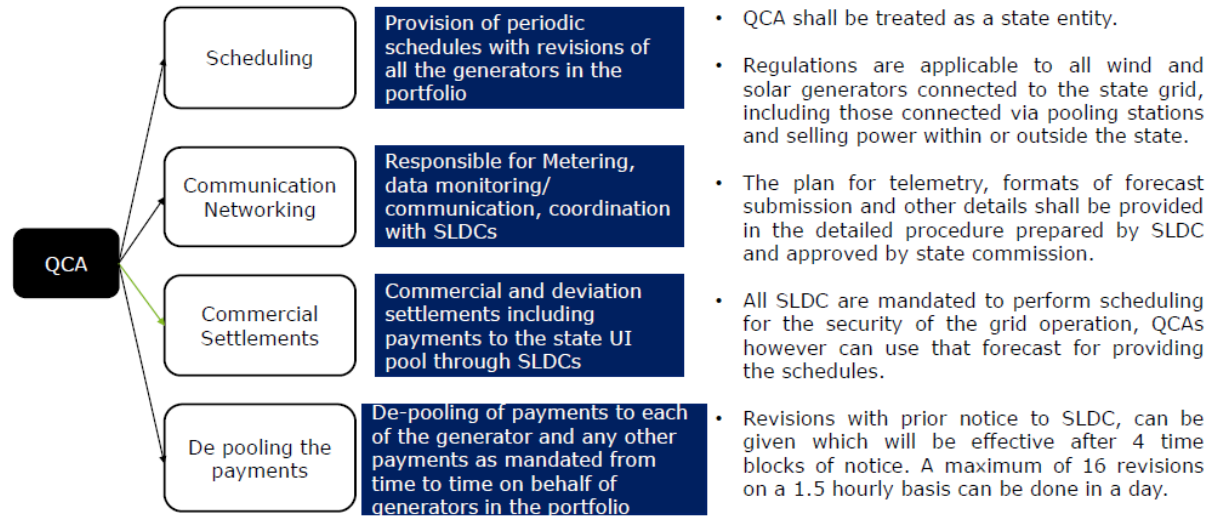 QCA
Scheduling
Provision of periodic
schedules with revisions of
all the generators in the
portfolio
Communication
Networking
Responsible for Metering,
data monitoring/
communication, coordination
with SLDCs
Commercial
Settlements
Commercial and deviation
settlements including
payments to the state UI
pool through SLDCs
De pooling the
payments
De-pooling of payments to each
of the generator and any other
payments as mandated from
time to time on behalf of
generators in the portfolio
• QCA shall be treated as a state entity.
• Regulations are applicable to all wind and
solar generators connected to the state grid,
including those connected via pooling stations
and selling power within or outside the state.
• The plan for telemetry, formats of forecast
submission and other details shall be provided
in the detailed procedure prepared by SLDC
and approved by state commission.
• All SLDC are mandated to perform scheduling
for the security of the grid operation, QCAs
however can use that forecast for providing
the schedules.
• Revisions with prior notice to SLDC, can be
given which will be effective after 4 time
blocks of notice. A maximum of 16 revisions
on a 1.5 hourly basis can be done in a day.